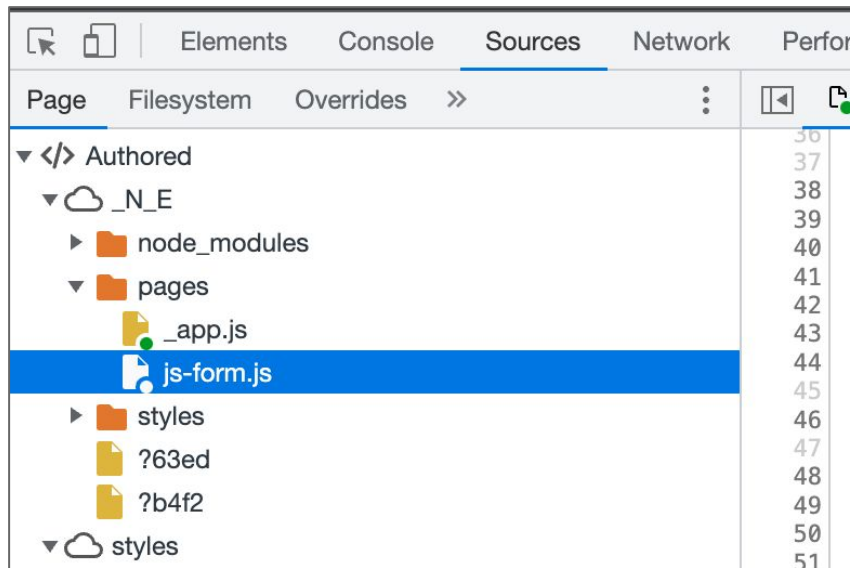 Elements Console Sources Network Perfor
Page Filesystem Overrides »
</> Authored
_N_E
node_modules
pages
_app.js
js-form.js
styles
?63ed
?b4f2
styles
36
37
38
39
40
41
42
43
44
45
46
47
48
49
50
51